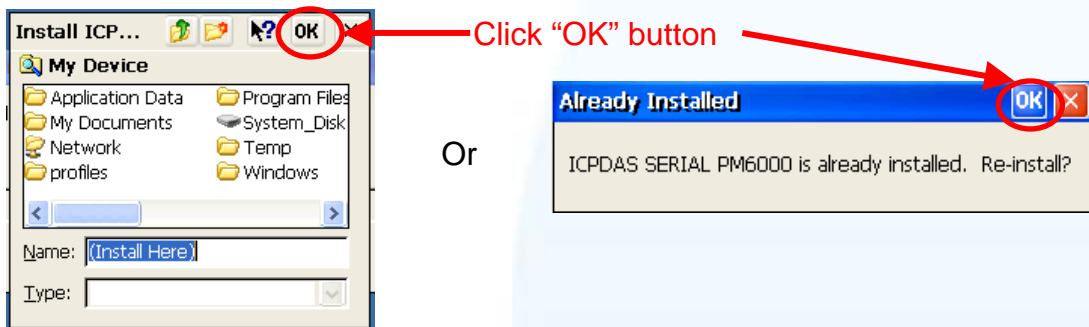 Install ICP... ? OK ×
My Device
Application Data Program Files
My Documents System_Disk
Network Temp
profiles Windows
Name: (Install Here)
Type:
Click “OK” button
Or
Already Installed OK ×
ICPDAS SERIAL PM6000 is already installed. Re-install?